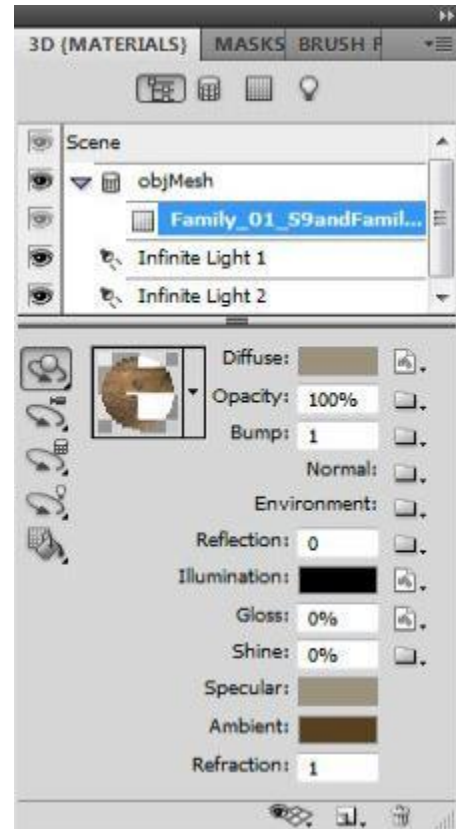 3D {MATERIALS} MASKS BRUSH P
Scene
objMesh
Family_01_S9andFamil...
Infinite Light 1
Infinite Light 2
Diffuse:
Opacity: 100%
Bump: 1
Normal:
Environment:
Reflection: 0
Illumination:
Gloss: 0%
Shine: 0%
Specular:
Ambient:
Refraction: 1